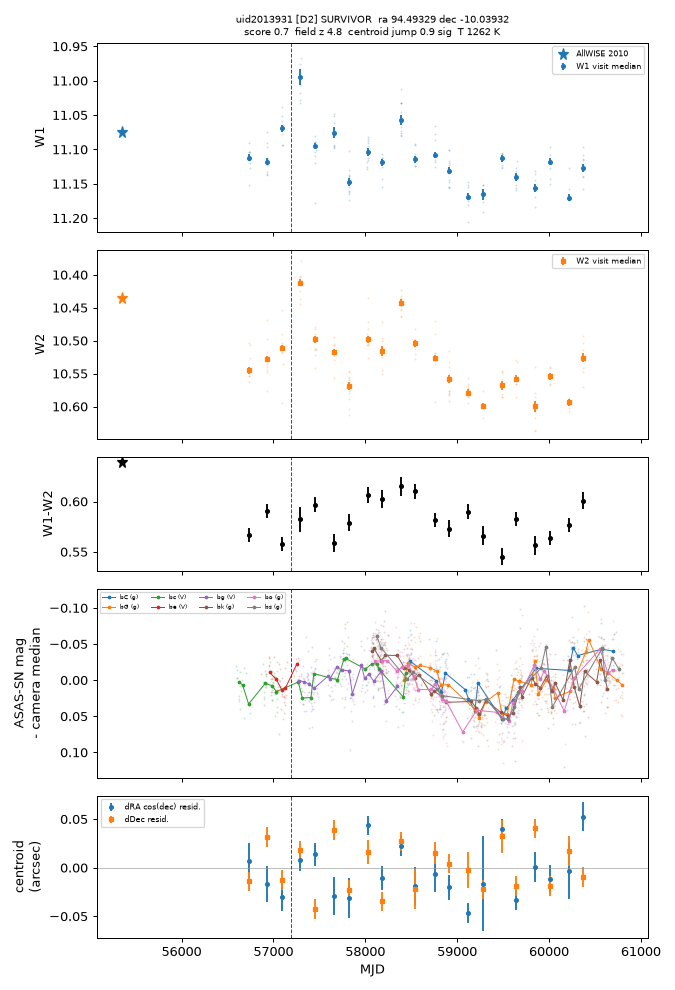 uid2013931 [D2] SURVIVOR  ra 94.49329 dec -10.03932
score 0.7  field z 4.8  centroid jump 0.9 sig  T 1262 K
10.95
11.00
11.05
11.10
11.15
11.20
W1
AllWISE 2010
W1 visit median
10.40
10.45
10.50
10.55
10.60
W2
W2 visit median
0.60
0.55
W1-W2
−0.10
−0.05
0.00
0.05
0.10
ASAS-SN mag
- camera median
bC (g)
bG (g)
bc (V)
be (V)
bg (V)
bk (g)
bo (g)
bs (g)
0.05
0.00
−0.05
centroid
(arcsec)
dRA cos(dec) resid.
dDec resid.
56000
57000
58000
59000
60000
61000
MJD